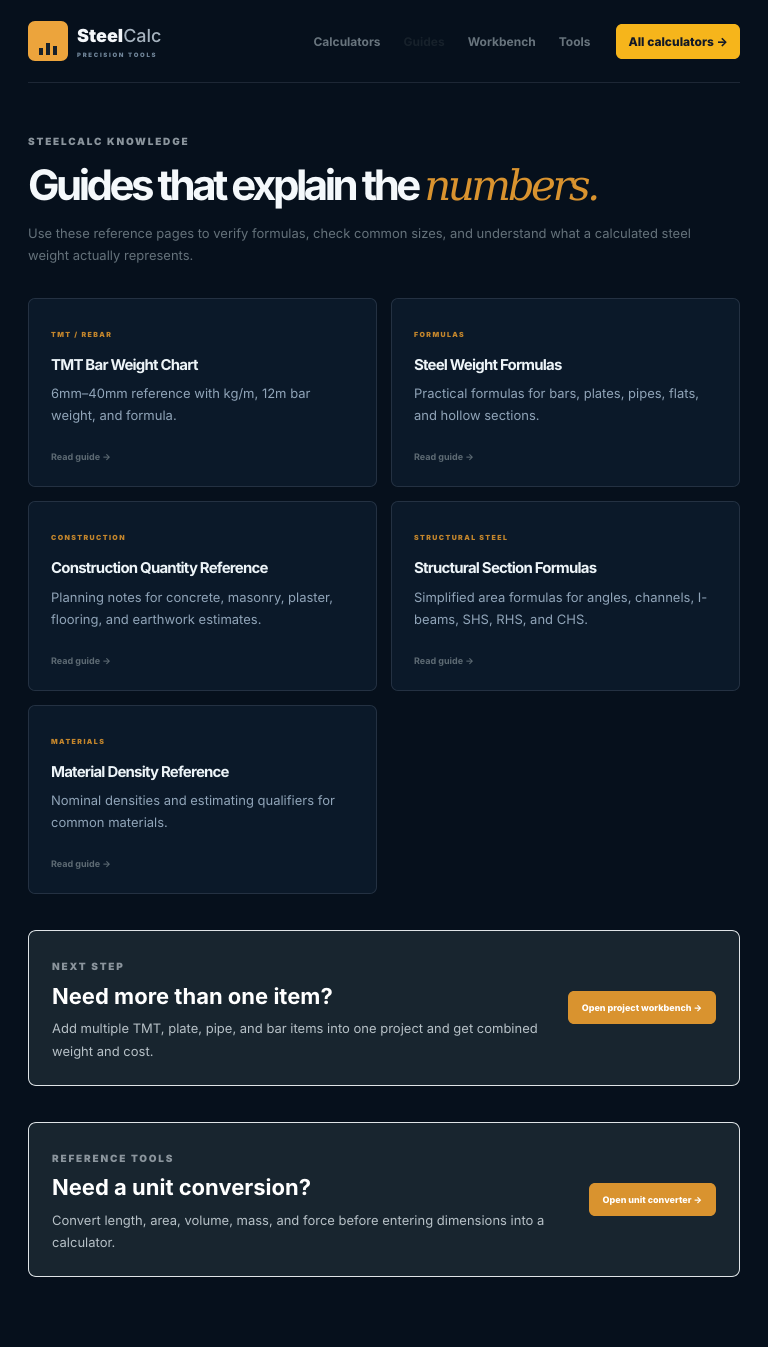 SteelCalc
PRECISION TOOLS
Calculators Guides Workbench Tools All calculators →
STEELCALC KNOWLEDGE
Guides that explain the numbers.
Use these reference pages to verify formulas, check common sizes, and understand what a calculated steel
weight actually represents.
TMT / REBAR
TMT Bar Weight Chart
6mm–40mm reference with kg/m, 12m bar
weight, and formula.
Read guide →
FORMULAS
Steel Weight Formulas
Practical formulas for bars, plates, pipes, flats,
and hollow sections.
Read guide →
CONSTRUCTION
Construction Quantity Reference
Planning notes for concrete, masonry, plaster,
flooring, and earthwork estimates.
Read guide →
STRUCTURAL STEEL
Structural Section Formulas
Simplified area formulas for angles, channels, I-
beams, SHS, RHS, and CHS.
Read guide →
MATERIALS
Material Density Reference
Nominal densities and estimating qualifiers for
common materials.
Read guide →
NEXT STEP
Need more than one item?
Add multiple TMT, plate, pipe, and bar items into one project and get combined
weight and cost.
Open project workbench →
REFERENCE TOOLS
Need a unit conversion?
Convert length, area, volume, mass, and force before entering dimensions into a
calculator.
Open unit converter →